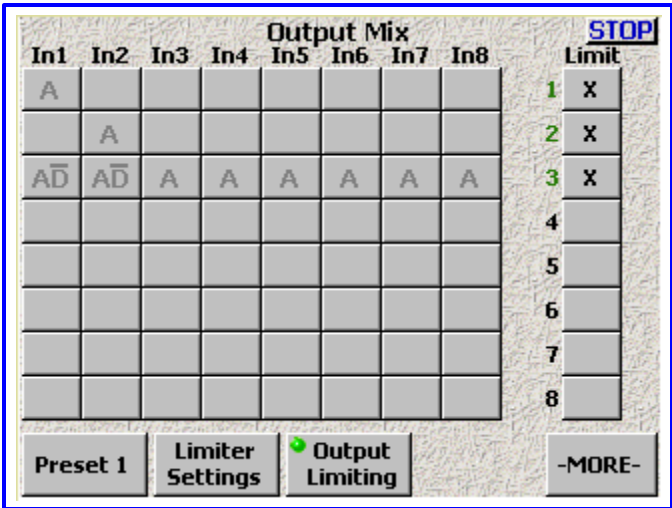 Output Mix STOP
In1 In2 In3 In4 In5 In6 In7 In8 Limit
A 1 X
A 2 X
AD̅ AD̅ A A A A A A 3 X
4
5
6
7
8
Preset 1 Limiter Settings Output Limiting -MORE-